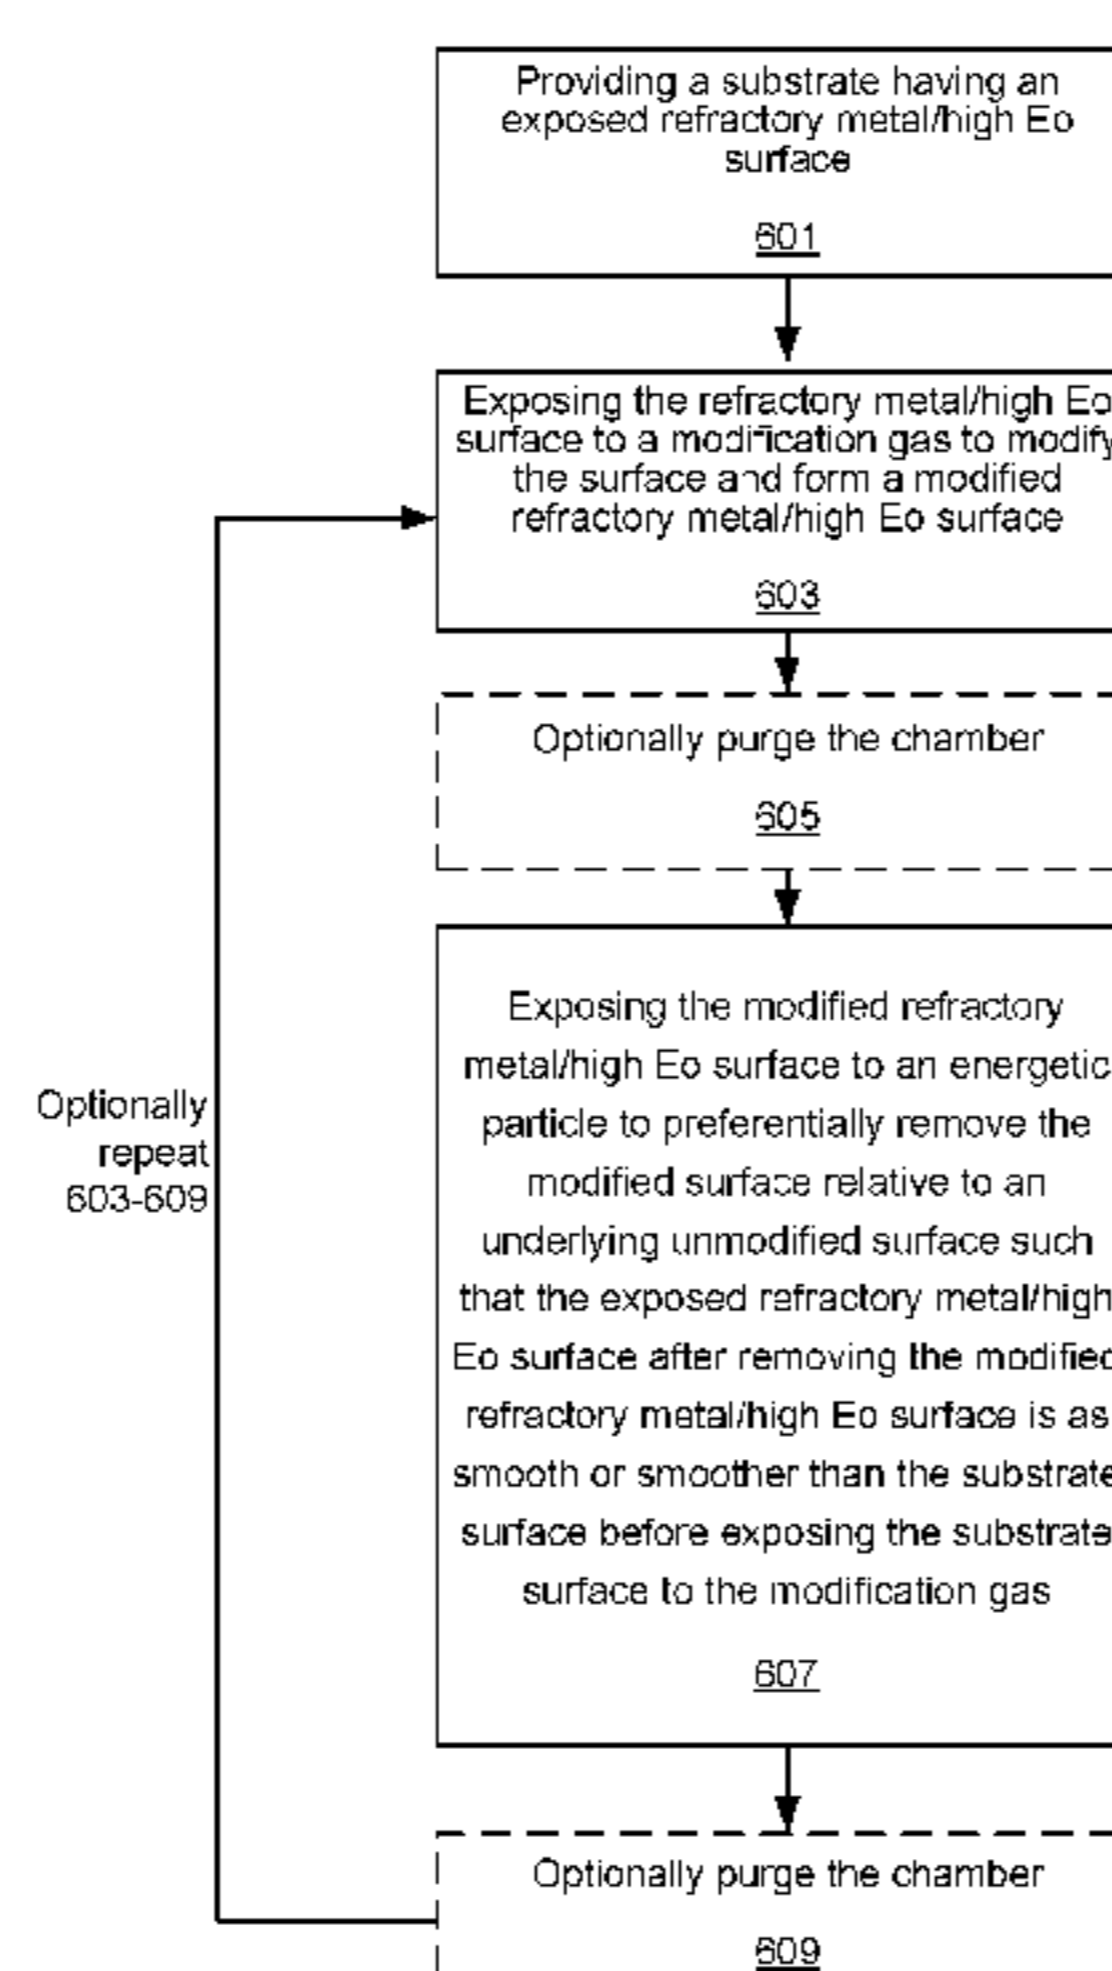 Providing a substrate having an
exposed refractory metal/high Eo
surface
601
Exposing the refractory metal/high Eo
surface to a modification gas to modify
the surface and form a modified
refractory metal/high Eo surface
603
Optionally purge the chamber
605
Exposing the modified refractory
metal/high Eo surface to an energetic
particle to preferentially remove the
modified surface relative to an
underlying unmodified surface such
that the exposed refractory metal/high
Eo surface after removing the modified
refractory metal/high Eo surface is as
smooth or smoother than the substrate
surface before exposing the substrate
surface to the modification gas
607
Optionally
repeat
603-609
Optionally purge the chamber
609